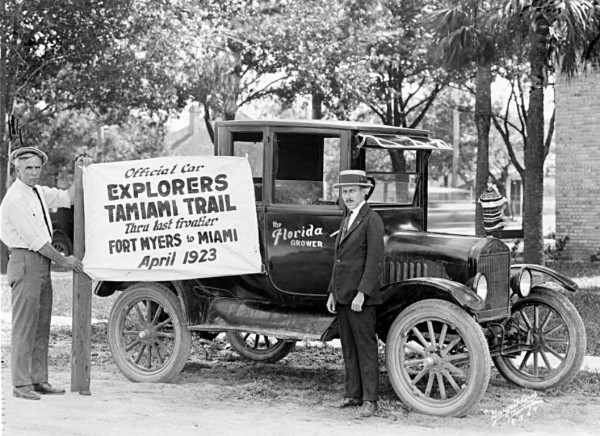 Official Car
EXPLORERS
TAMIAMI TRAIL
Thru last frontier
FORT MYERS to MIAMI
April 1923
The
Florida
GROWER